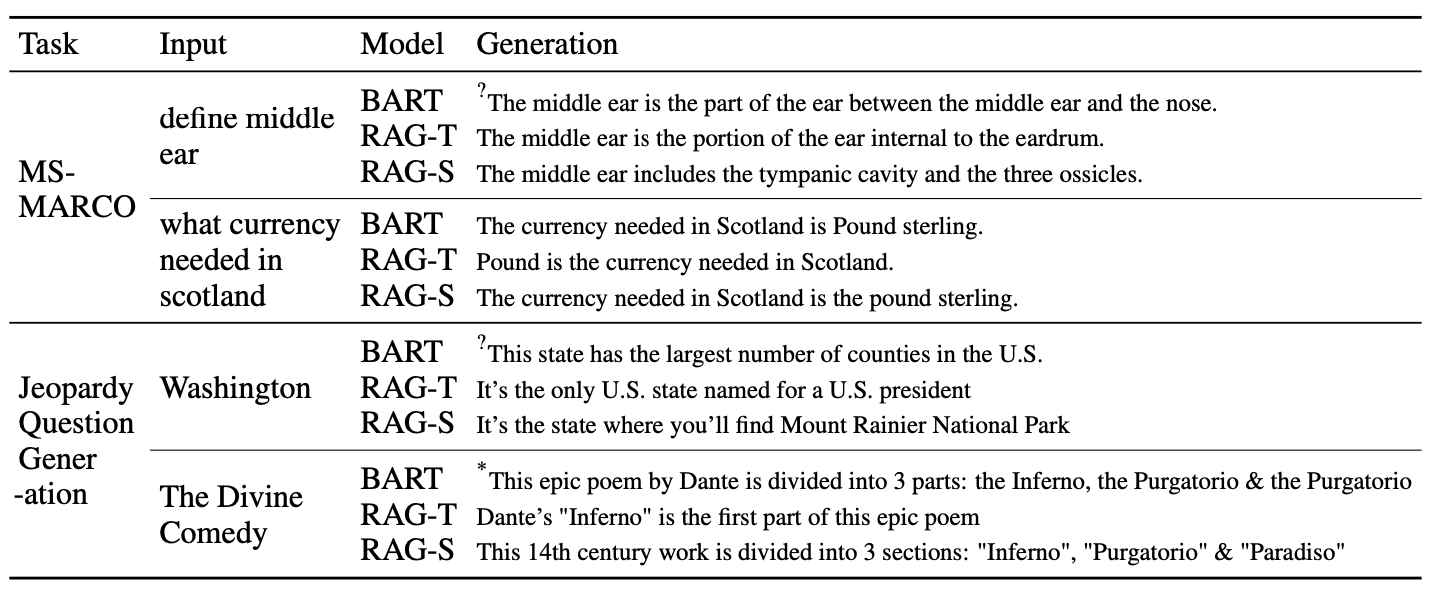 Task Input Model Generation
MS-
MARCO
define middle
ear
BART ?The middle ear is the part of the ear between the middle ear and the nose.
RAG-T The middle ear is the portion of the ear internal to the eardrum.
RAG-S The middle ear includes the tympanic cavity and the three ossicles.
what currency
needed in
scotland
BART The currency needed in Scotland is Pound sterling.
RAG-T Pound is the currency needed in Scotland.
RAG-S The currency needed in Scotland is the pound sterling.
Jeopardy
Question
Gener
-ation
Washington
BART ?This state has the largest number of counties in the U.S.
RAG-T It's the only U.S. state named for a U.S. president
RAG-S It's the state where you'll find Mount Rainier National Park
The Divine
Comedy
BART *This epic poem by Dante is divided into 3 parts: the Inferno, the Purgatorio & the Purgatorio
RAG-T Dante's "Inferno" is the first part of this epic poem
RAG-S This 14th century work is divided into 3 sections: "Inferno", "Purgatorio" & "Paradiso"